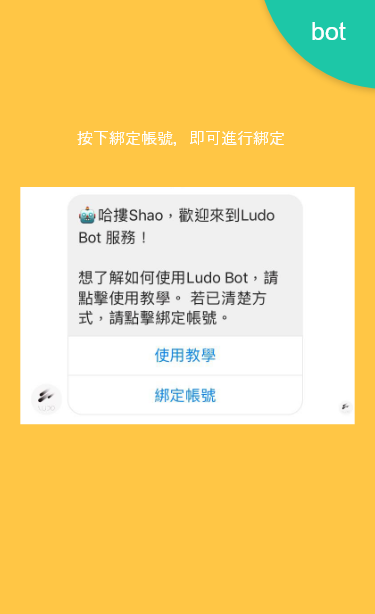 bot
按下綁定帳號，即可進行綁定
🤖哈摟Shao，歡迎來到Ludo
Bot 服務！
想了解如何使用Ludo Bot，請
點擊使用教學。 若已清楚方
式，請點擊綁定帳號。
使用教學
綁定帳號